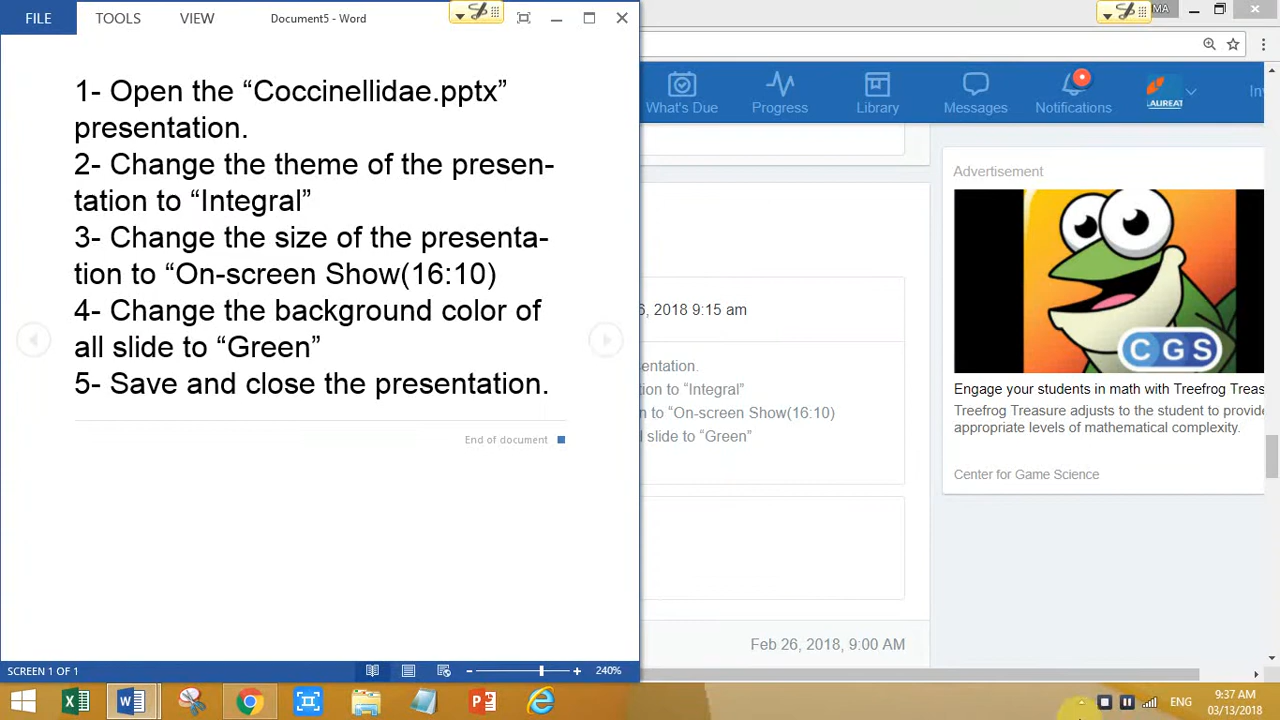 FILE TOOLS VIEW Document5 - Word
1- Open the “Coccinellidae.pptx”
presentation.
2- Change the theme of the presen-
tation to “Integral”
3- Change the size of the presenta-
tion to “On-screen Show(16:10)
4- Change the background color of
all slide to “Green”
5- Save and close the presentation.
End of document
SCREEN 1 OF 1 240%
MA
What's Due Progress Library Messages Notifications
LAUREAT
6, 2018 9:15 am
sentation.
tion to “Integral”
n to “On-screen Show(16:10)
l slide to “Green”
Feb 26, 2018, 9:00 AM
Advertisement
CGS
Engage your students in math with Treefrog Treas
Treefrog Treasure adjusts to the student to provide
appropriate levels of mathematical complexity.
Center for Game Science
ENG
9:37 AM
03/13/2018